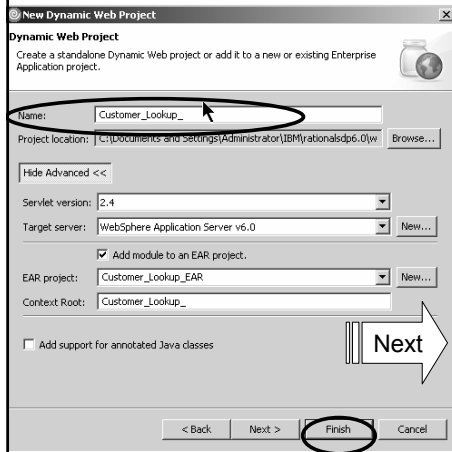 New Dynamic Web Project
Dynamic Web Project
Create a standalone Dynamic Web project or add it to a new or existing Enterprise
Application project.
Name: Customer_Lookup_
Project location: C:\Documents and Settings\Administrator\IBM\rationalsdp6.0\w Browse...
Hide Advanced <<
Servlet version: 2.4
Target server: WebSphere Application Server v6.0 New...
Add module to an EAR project.
EAR project: Customer_Lookup_EAR New...
Context Root: Customer_Lookup_
Add support for annotated Java classes
Next
< Back Next > Finish Cancel